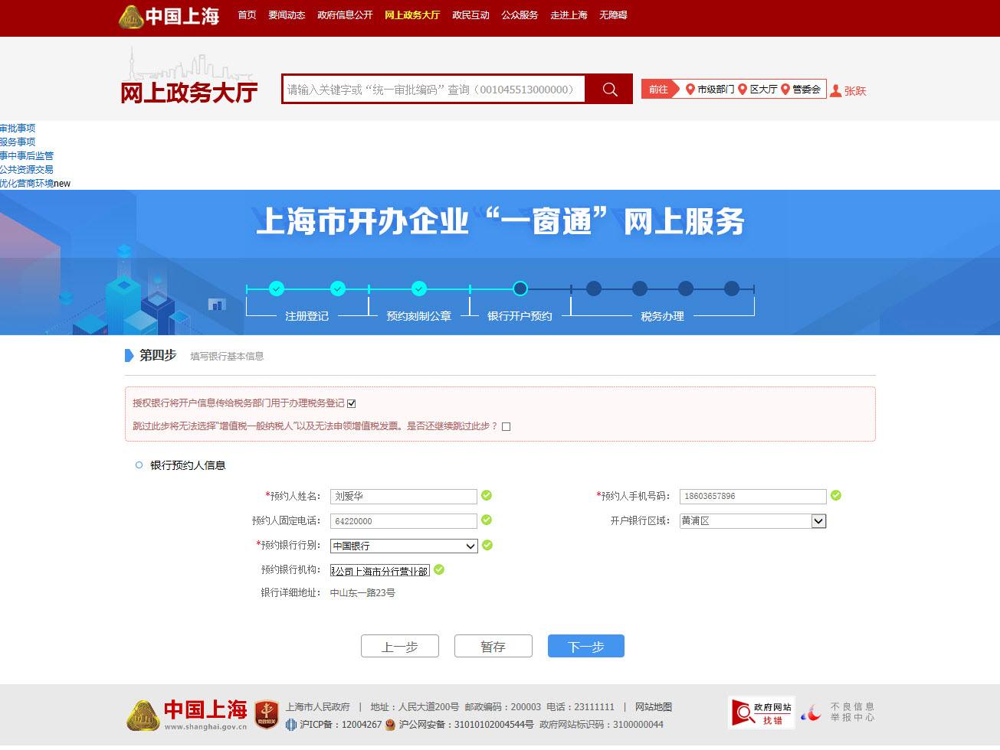 中国上海 首页 要闻动态 政府信息公开 网上政务大厅 政民互动 公众服务 走进上海 无障碍
网上政务大厅 请输入关键字或“统一审批编码”查询（001045513000000） 前往 市级部门 区大厅 管委会 张跃
审批事项
服务事项
事中事后监管
公共资源交易
优化营商环境new
上海市开办企业“一窗通”网上服务
注册登记 预约刻制公章 银行开户预约 税务办理
第四步 填写银行基本信息
授权银行将开户信息传给税务部门用于办理税务登记
跳过此步将无法选择“增值税一般纳税人”以及无法申领增值税发票。是否还继续跳过此步？
银行预约人信息
*预约人姓名： 刘爱华 *预约人手机号码： 18603657896
预约人固定电话： 64220000 开户银行区域： 黄浦区
*预约银行行别： 中国银行
预约银行机构： 限公司上海市分行营业部
银行详细地址： 中山东一路23号
上一步 暂存 下一步
中国上海 www.shanghai.gov.cn 党政机关 上海市人民政府 | 地址：人民大道200号 邮政编码：200003 电话：23111111 | 网站地图 政府网站 不良信息
沪ICP备：12004267 沪公网安备：31010102004544号 政府网站标识码：3100000044 找错 举报中心